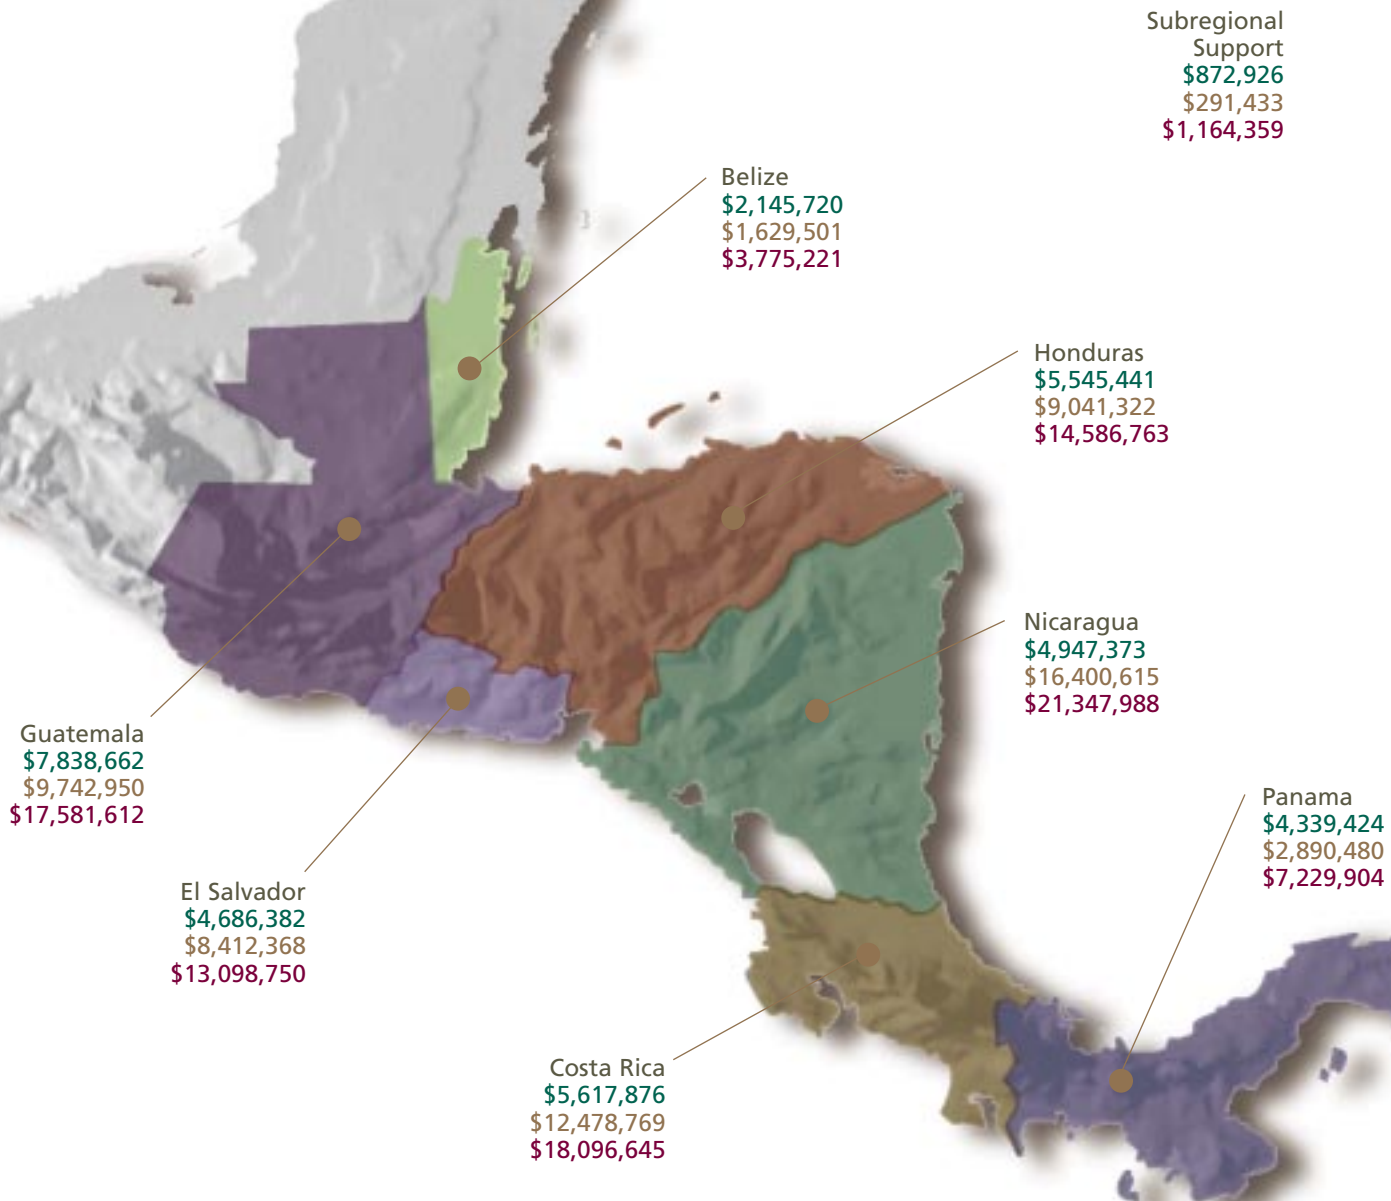 Subregional
Support
$872,926
$291,433
$1,164,359
Belize
$2,145,720
$1,629,501
$3,775,221
Honduras
$5,545,441
$9,041,322
$14,586,763
Nicaragua
$4,947,373
$16,400,615
$21,347,988
Guatemala
$7,838,662
$9,742,950
$17,581,612
Panama
$4,339,424
$2,890,480
$7,229,904
El Salvador
$4,686,382
$8,412,368
$13,098,750
Costa Rica
$5,617,876
$12,478,769
$18,096,645